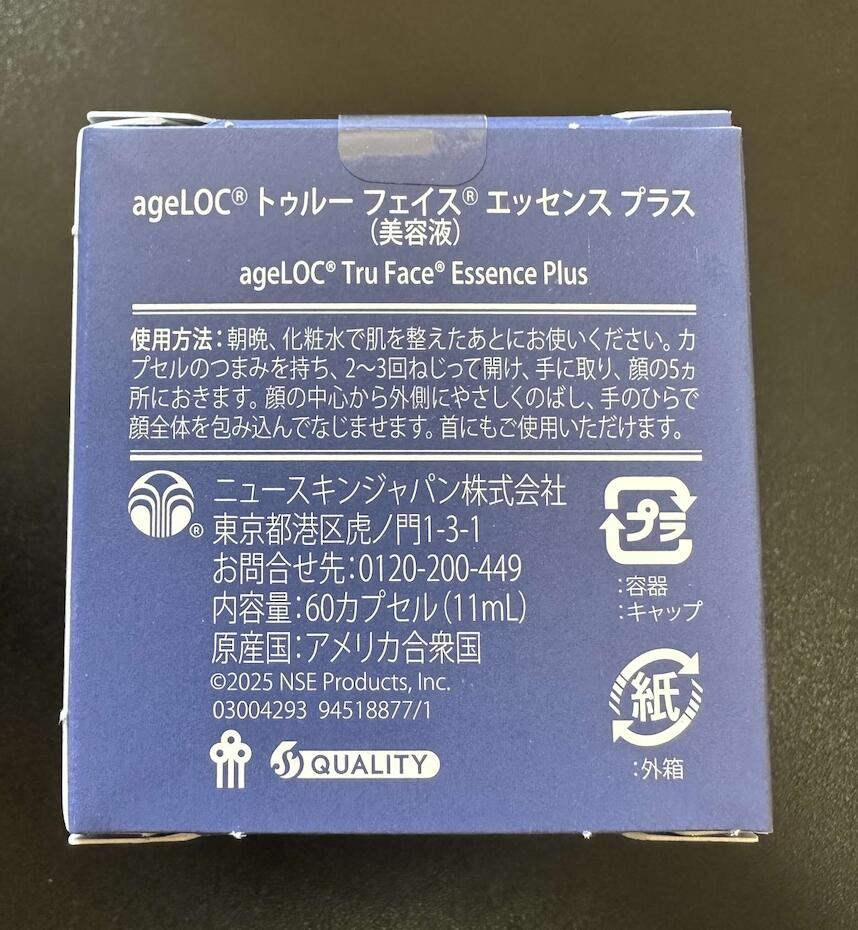 ageLOC® トゥルー フェイス® エッセンス プラス
（美容液）
ageLOC® Tru Face® Essence Plus
使用方法：朝晩、化粧水で肌を整えたあとにお使いください。カ
プセルのつまみを持ち、2〜3回ねじって開け、手に取り、顔の5ヵ
所におきます。顔の中心から外側にやさしくのばし、手のひらで
顔全体を包み込んでなじませます。首にもご使用いただけます。
®
ニュースキンジャパン株式会社
東京都港区虎ノ門1-3-1
お問合せ先：0120-200-449
内容量：60カプセル（11mL）
原産国：アメリカ合衆国
©2025 NSE Products, Inc.
03004293 94518877/1
QUALITY
プラ
：容器
：キャップ
紙
：外箱